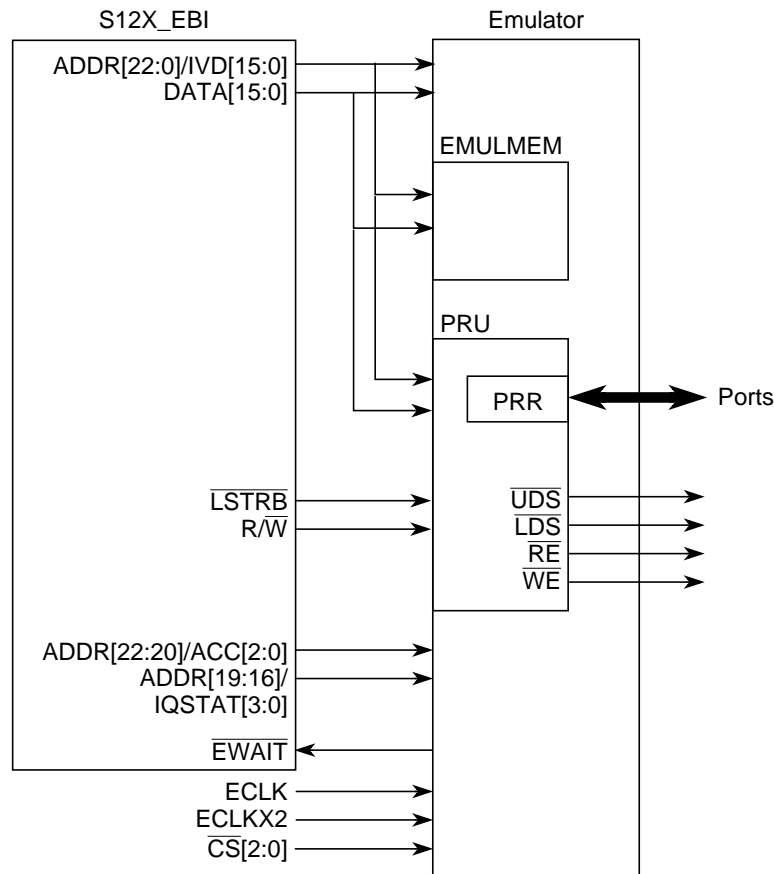 S12X_EBI
Emulator
ADDR[22:0]/IVD[15:0]
DATA[15:0]
EMULMEM
PRU
PRR
Ports
LSTRB
R/W
UDS
LDS
RE
WE
ADDR[22:20]/ACC[2:0]
ADDR[19:16]/
IQSTAT[3:0]
EWAIT
ECLK
ECLKX2
CS[2:0]